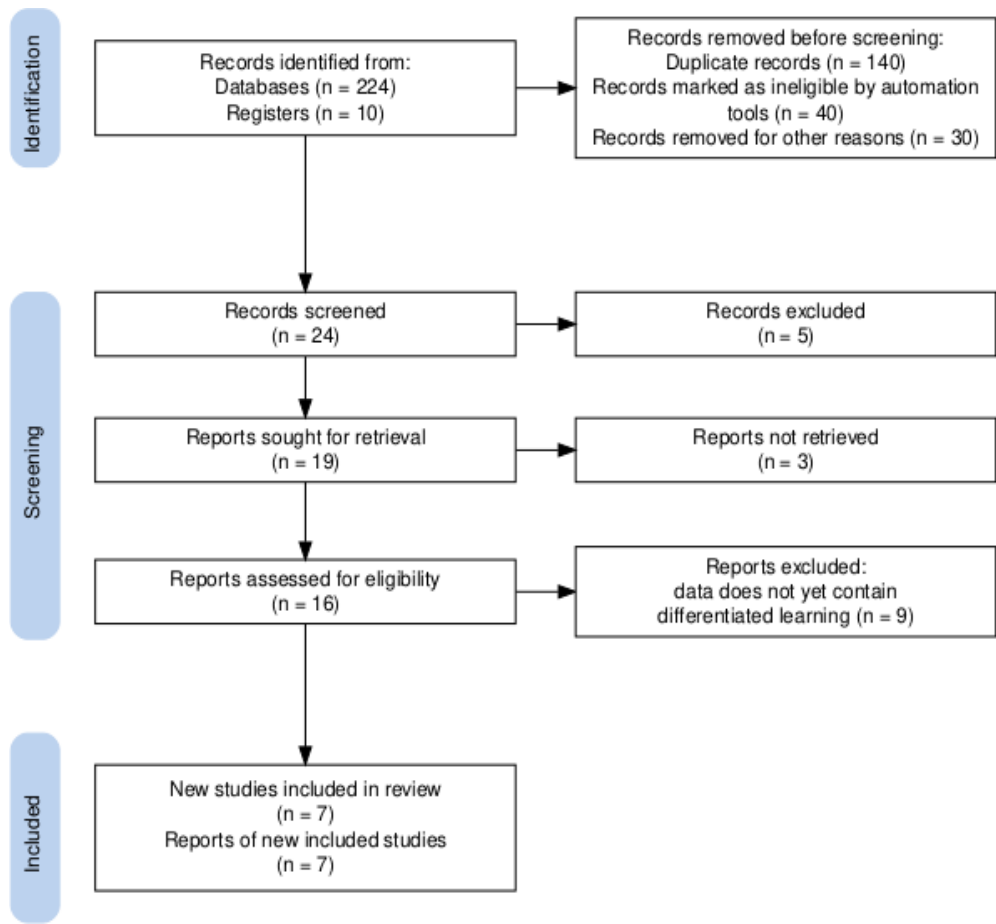 Identification
Records identified from:
Databases (n = 224)
Registers (n = 10)
Records removed before screening:
Duplicate records (n = 140)
Records marked as ineligible by automation
tools (n = 40)
Records removed for other reasons (n = 30)
Screening
Records screened
(n = 24)
Records excluded
(n = 5)
Reports sought for retrieval
(n = 19)
Reports not retrieved
(n = 3)
Reports assessed for eligibility
(n = 16)
Reports excluded:
data does not yet contain
differentiated learning (n = 9)
Included
New studies included in review
(n = 7)
Reports of new included studies
(n = 7)